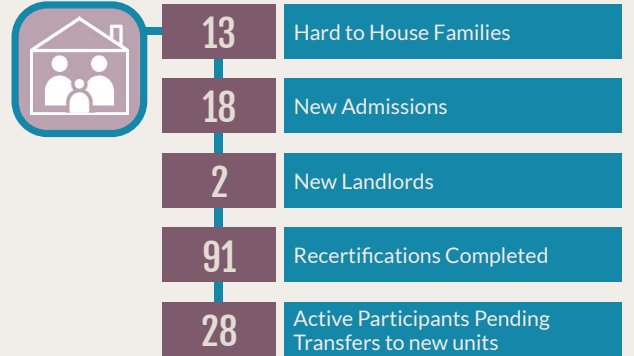 13 Hard to House Families
18 New Admissions
2 New Landlords
91 Recertifications Completed
28 Active Participants Pending
Transfers to new units